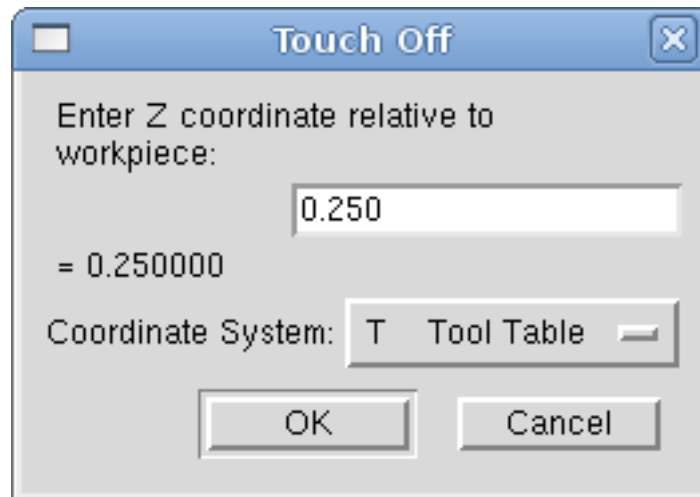 Touch Off
Enter Z coordinate relative to
workpiece:
0.250
= 0.250000
Coordinate System: T Tool Table
OK Cancel